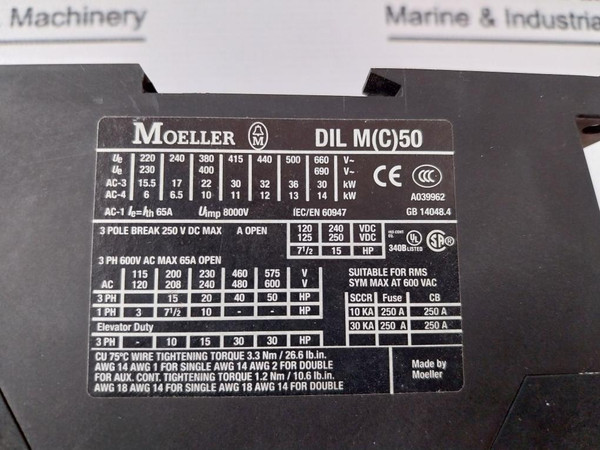 Machinery
Marine & Industria
MOELLER M DIL M(C)50
Ue 220 240 380 415 440 500 660 V~
Ue 230 400 690 V~
AC-3 15.5 17 22 30 32 36 30 kW
AC-4 6 6.5 10 11 12 13 14 kW
AC-1 Ie=Ith 65A Uimp 8000V IEC/EN 60947
CE CCC
A039962
GB 14048.4
3 POLE BREAK 250 V DC MAX A OPEN
120 240 VDC
125 250 VDC
7 1/2 15 HP
340B LISTED UL SA
3 PH 600V AC MAX 65A OPEN
115 200 230 460 575 V
AC 120 208 240 480 600 V
3 PH 15 20 40 50 HP
1 PH 3 7 1/2 10 - - HP
Elevator Duty
3 PH - 10 15 30 30 HP
SUITABLE FOR RMS
SYM MAX AT 600 VAC
SCCR Fuse CB
10 KA 250 A 250 A
30 KA 250 A 250 A
CU 75°C WIRE TIGHTENING TORQUE 3.3 Nm / 26.6 lb.in.
AWG 14 AWG 1 FOR SINGLE AWG 14 AWG 2 FOR DOUBLE
FOR AUX. CONT. TIGHTENING TORQUE 1.2 Nm / 10.6 lb.in.
AWG 18 AWG 14 FOR SINGLE AWG 18 AWG 14 FOR DOUBLE
Made by
Moeller